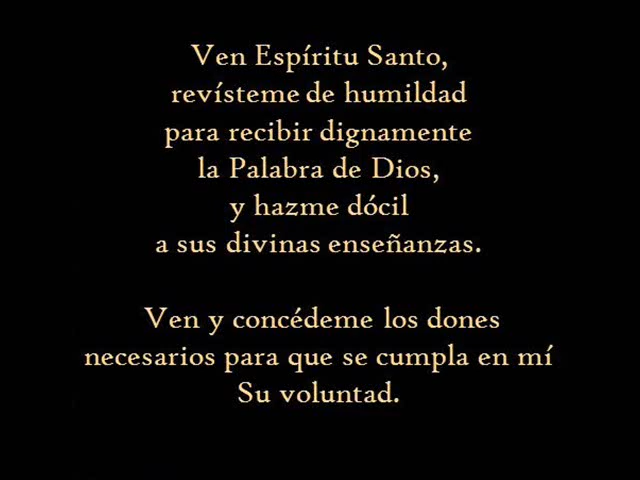 Ven Espíritu Santo,
revísteme de humildad
para recibir dignamente
la Palabra de Dios,
y hazme dócil
a sus divinas enseñanzas.
Ven y concédeme los dones
necesarios para que se cumpla en mí
Su voluntad.